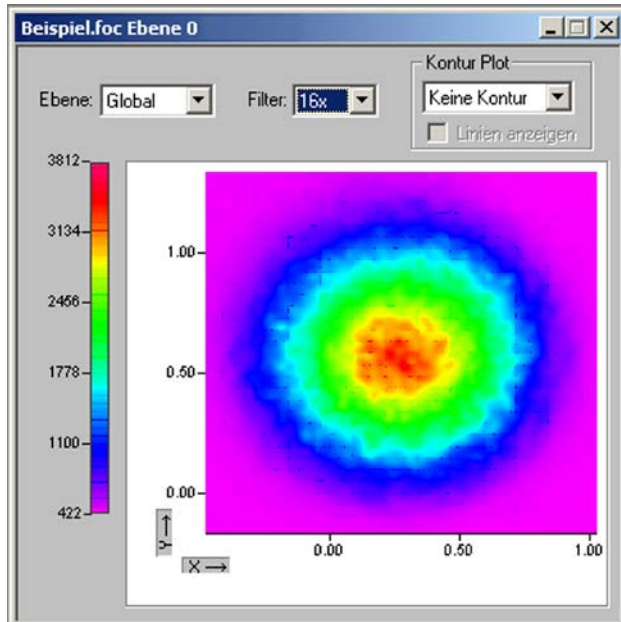 Beispiel.foc Ebene 0
Kontur Plot
Ebene: Global
Filter: 16x
Keine Kontur
Linien anzeigen
3812
3134
2456
1778
1100
422
1.00
0.50
0.00
Y →
X →
0.00 0.50 1.00